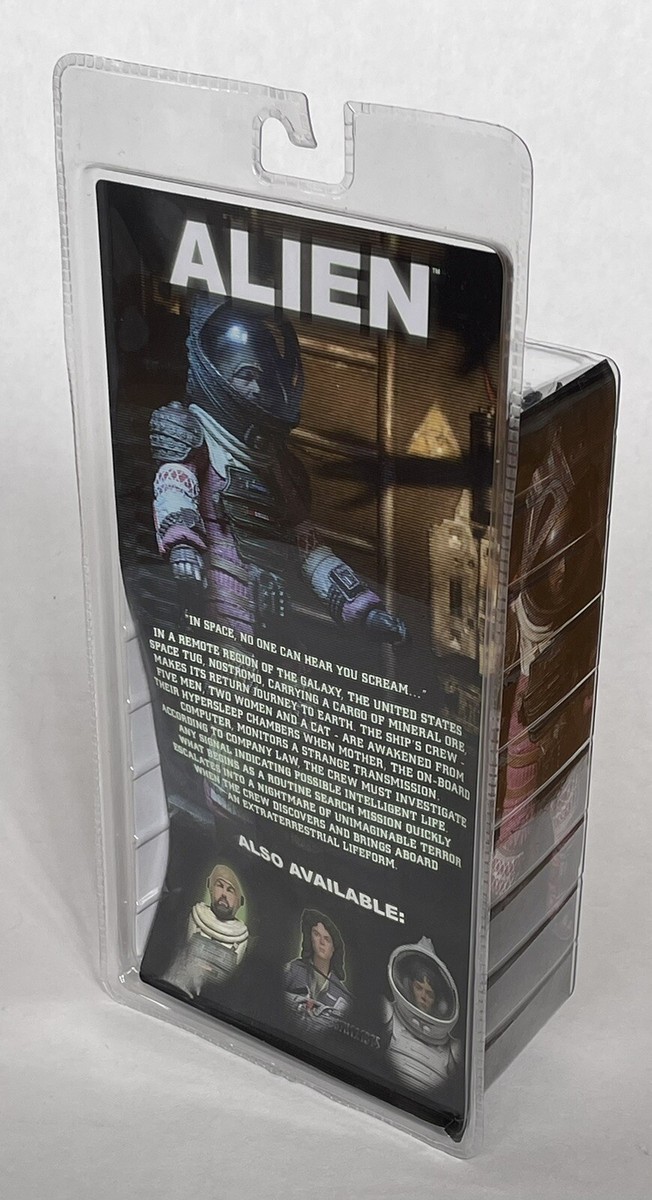 ALIEN™
"IN SPACE, NO ONE CAN HEAR YOU SCREAM..."
IN A REMOTE REGION OF THE GALAXY, THE UNITED STATES
SPACE TUG, NOSTROMO, CARRYING A CARGO OF MINERAL ORE,
MAKES ITS RETURN JOURNEY TO EARTH. THE SHIP'S CREW -
FIVE MEN, TWO WOMEN AND A CAT - ARE AWAKENED FROM
THEIR HYPERSLEEP CHAMBERS WHEN MOTHER, THE ON-BOARD
COMPUTER, MONITORS A STRANGE TRANSMISSION.
ACCORDING TO COMPANY LAW, THE CREW MUST INVESTIGATE
ANY SIGNAL INDICATING POSSIBLE INTELLIGENT LIFE.
WHAT BEGINS AS A ROUTINE SEARCH MISSION QUICKLY
ESCALATES INTO A NIGHTMARE OF UNIMAGINABLE TERROR
WHEN THE CREW DISCOVERS AND BRINGS ABOARD
AN EXTRATERRESTRIAL LIFEFORM.
ALSO AVAILABLE: